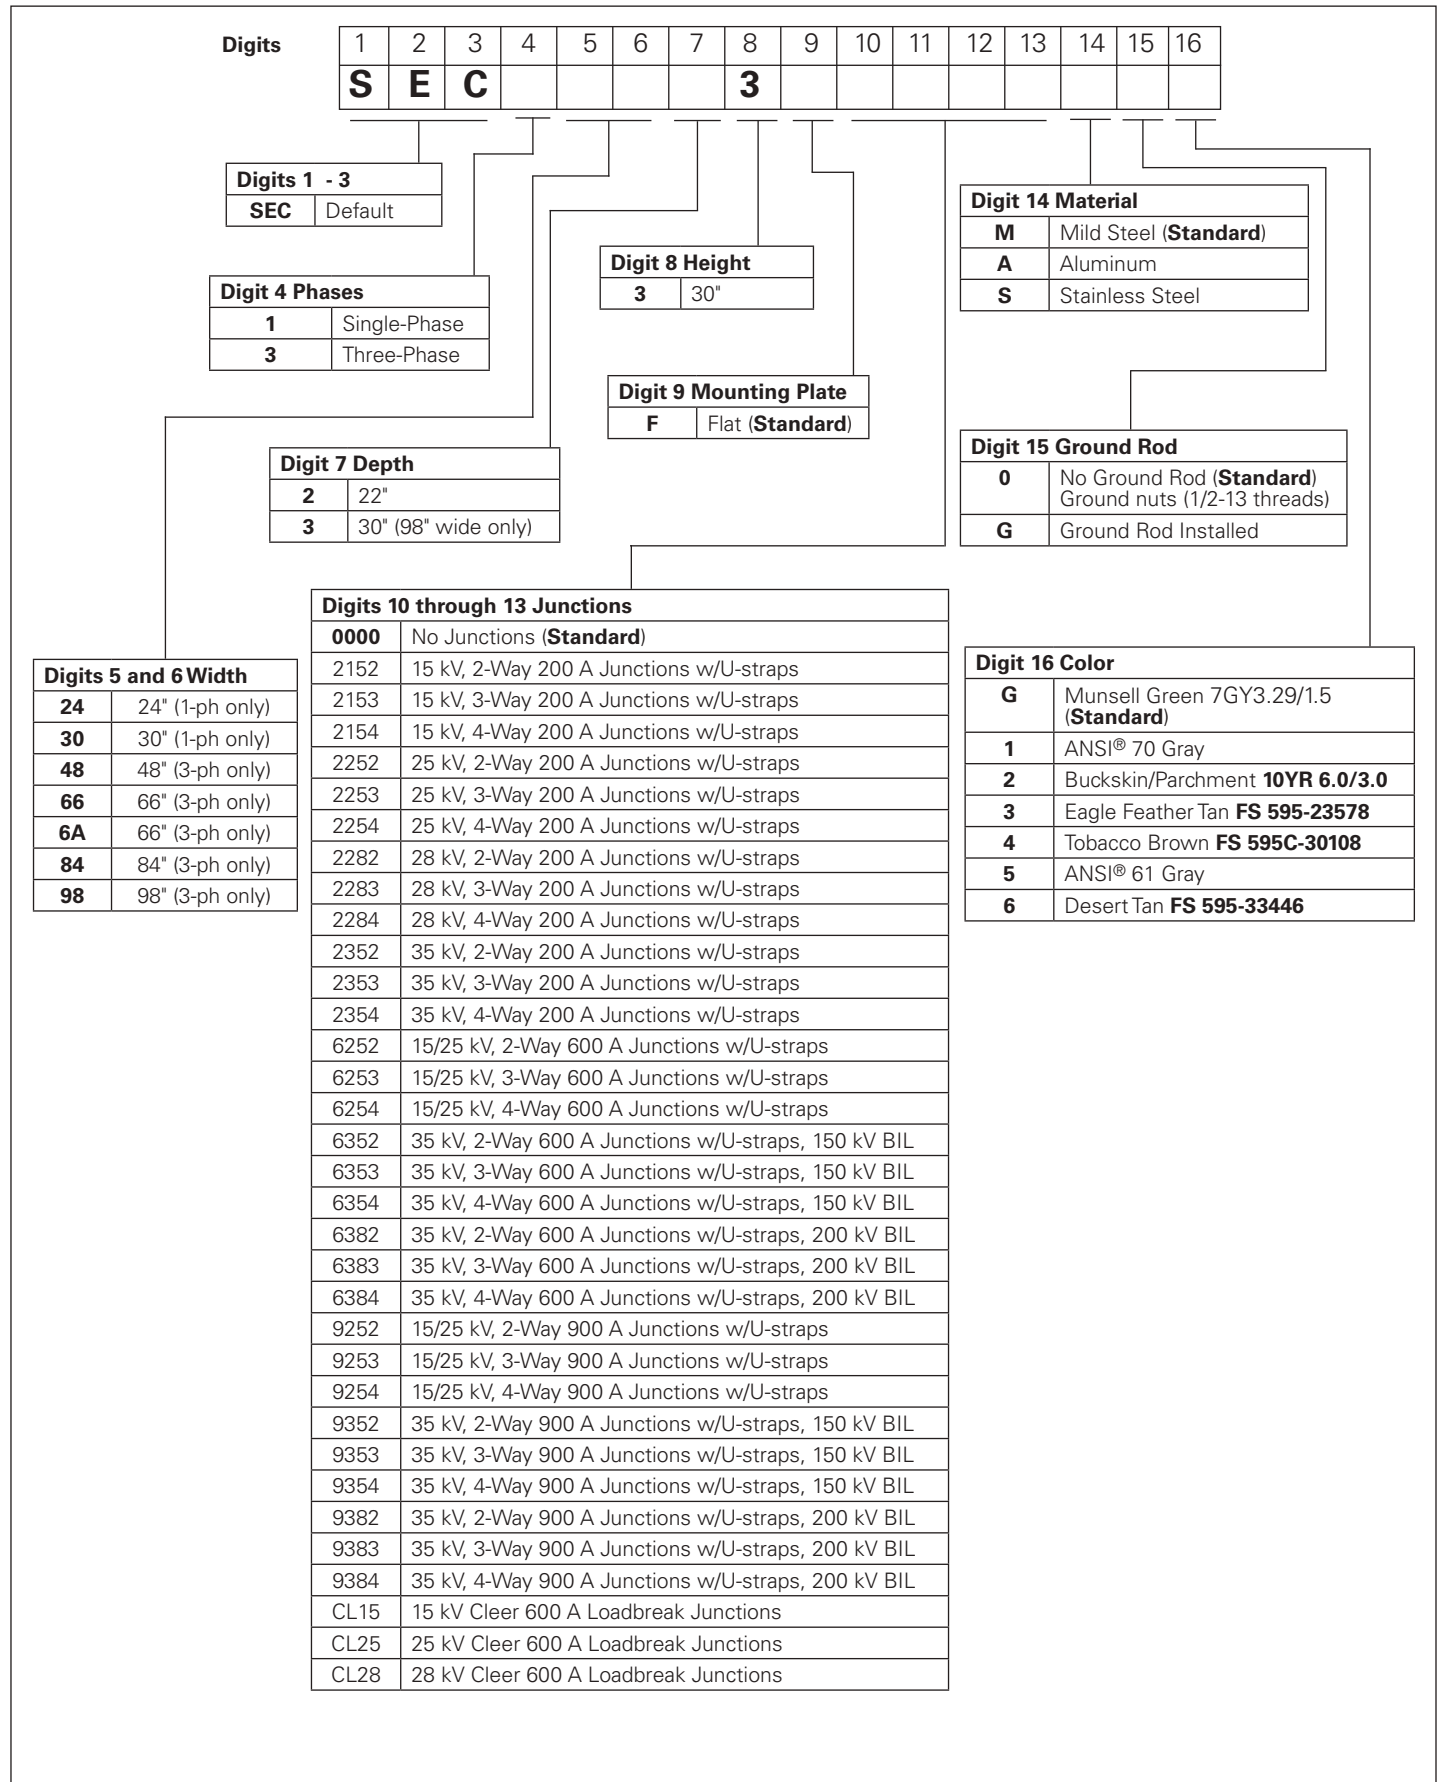 Digits 1 2 3 4 5 6 7 8 9 10 11 12 13 14 15 16
S E C 3
Digits 1 - 3
SEC Default
Digit 4 Phases
1 Single-Phase
3 Three-Phase
Digit 8 Height
3 30"
Digit 14 Material
M Mild Steel (Standard)
A Aluminum
S Stainless Steel
Digit 9 Mounting Plate
F Flat (Standard)
Digit 7 Depth
2 22"
3 30" (98" wide only)
Digit 15 Ground Rod
0 No Ground Rod (Standard)
Ground nuts (1/2-13 threads)
G Ground Rod Installed
Digits 5 and 6 Width
24 24" (1-ph only)
30 30" (1-ph only)
48 48" (3-ph only)
66 66" (3-ph only)
6A 66" (3-ph only)
84 84" (3-ph only)
98 98" (3-ph only)
Digits 10 through 13 Junctions
0000 No Junctions (Standard)
2152 15 kV, 2-Way 200 A Junctions w/U-straps
2153 15 kV, 3-Way 200 A Junctions w/U-straps
2154 15 kV, 4-Way 200 A Junctions w/U-straps
2252 25 kV, 2-Way 200 A Junctions w/U-straps
2253 25 kV, 3-Way 200 A Junctions w/U-straps
2254 25 kV, 4-Way 200 A Junctions w/U-straps
2282 28 kV, 2-Way 200 A Junctions w/U-straps
2283 28 kV, 3-Way 200 A Junctions w/U-straps
2284 28 kV, 4-Way 200 A Junctions w/U-straps
2352 35 kV, 2-Way 200 A Junctions w/U-straps
2353 35 kV, 3-Way 200 A Junctions w/U-straps
2354 35 kV, 4-Way 200 A Junctions w/U-straps
6252 15/25 kV, 2-Way 600 A Junctions w/U-straps
6253 15/25 kV, 3-Way 600 A Junctions w/U-straps
6254 15/25 kV, 4-Way 600 A Junctions w/U-straps
6352 35 kV, 2-Way 600 A Junctions w/U-straps, 150 kV BIL
6353 35 kV, 3-Way 600 A Junctions w/U-straps, 150 kV BIL
6354 35 kV, 4-Way 600 A Junctions w/U-straps, 150 kV BIL
6382 35 kV, 2-Way 600 A Junctions w/U-straps, 200 kV BIL
6383 35 kV, 3-Way 600 A Junctions w/U-straps, 200 kV BIL
6384 35 kV, 4-Way 600 A Junctions w/U-straps, 200 kV BIL
9252 15/25 kV, 2-Way 900 A Junctions w/U-straps
9253 15/25 kV, 3-Way 900 A Junctions w/U-straps
9254 15/25 kV, 4-Way 900 A Junctions w/U-straps
9352 35 kV, 2-Way 900 A Junctions w/U-straps, 150 kV BIL
9353 35 kV, 3-Way 900 A Junctions w/U-straps, 150 kV BIL
9354 35 kV, 4-Way 900 A Junctions w/U-straps, 150 kV BIL
9382 35 kV, 2-Way 900 A Junctions w/U-straps, 200 kV BIL
9383 35 kV, 3-Way 900 A Junctions w/U-straps, 200 kV BIL
9384 35 kV, 4-Way 900 A Junctions w/U-straps, 200 kV BIL
CL15 15 kV Cleer 600 A Loadbreak Junctions
CL25 25 kV Cleer 600 A Loadbreak Junctions
CL28 28 kV Cleer 600 A Loadbreak Junctions
Digit 16 Color
G Munsell Green 7GY3.29/1.5
(Standard)
1 ANSI® 70 Gray
2 Buckskin/Parchment 10YR 6.0/3.0
3 Eagle Feather Tan FS 595-23578
4 Tobacco Brown FS 595C-30108
5 ANSI® 61 Gray
6 Desert Tan FS 595-33446